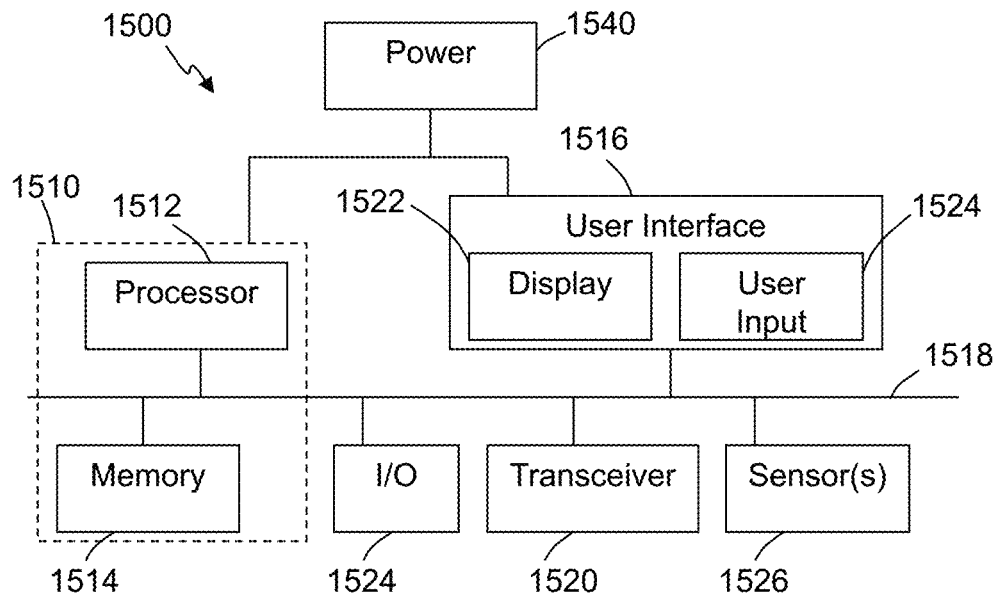 1500
Power
1540
1516
1510
1512
1522
1524
User Interface
Processor
Display
User
Input
1518
Memory
I/O
Transceiver
Sensor(s)
1514
1524
1520
1526